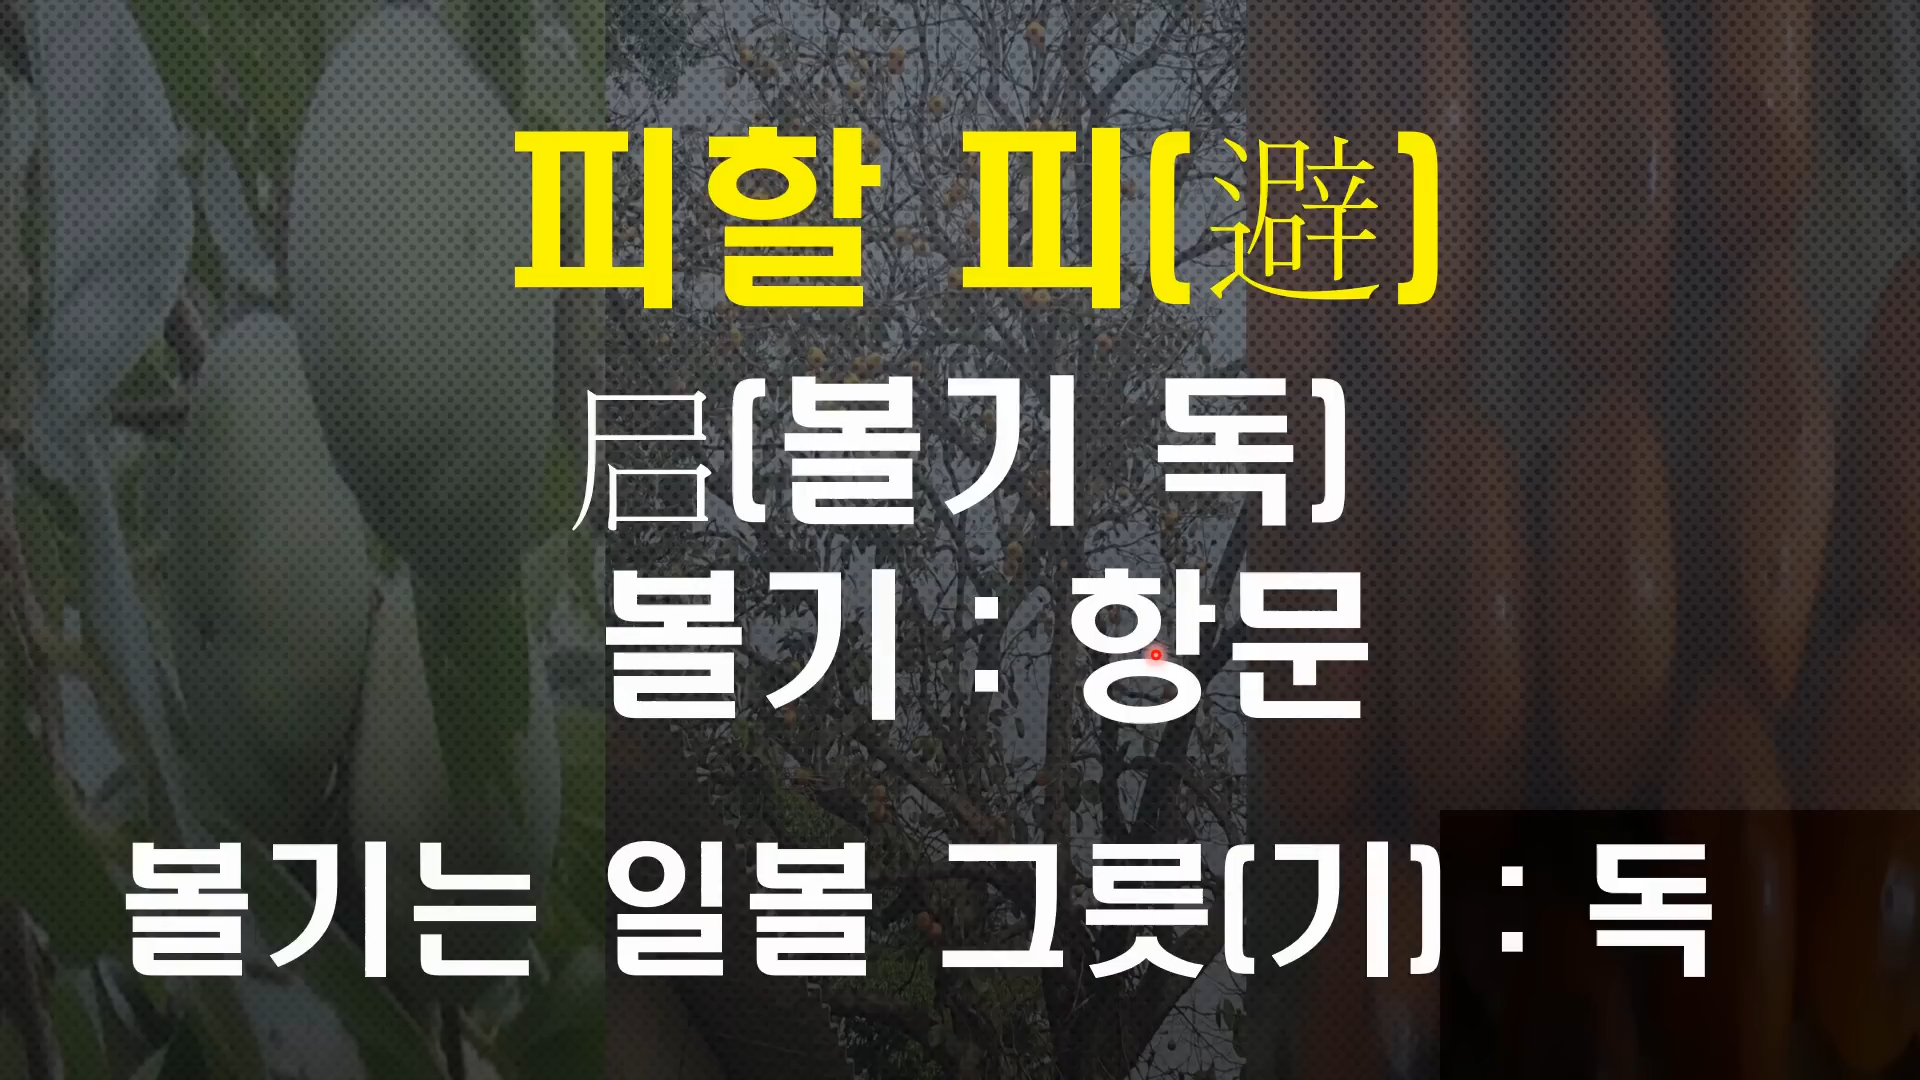 피할 피(避)
𡰪(볼기 독)
볼기 : 항문
볼기는 일볼 그릇(기) : 독